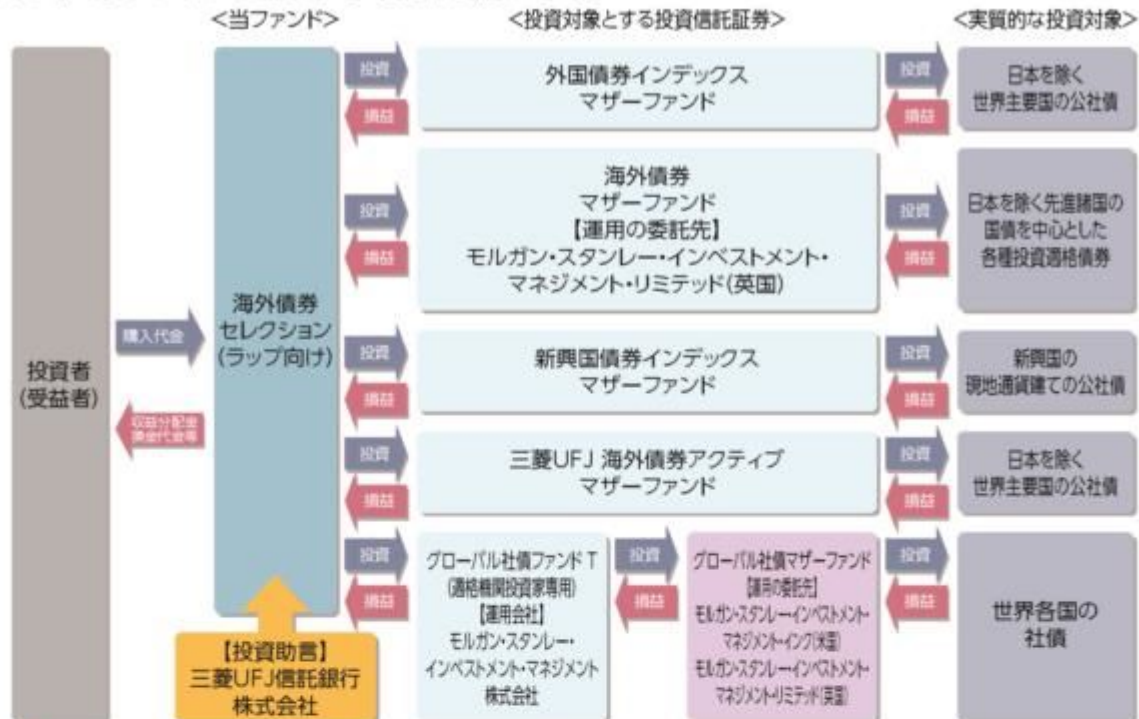 <当ファンド>
<投資対象とする投資信託証券>
<実質的な投資対象>
投資者
(受益者)
購入代金
収益分配金
換金代金等
海外債券
セレクション
(ラップ向け)
【投資助言】
三菱UFJ信託銀行
株式会社
投資
損益
外国債券インデックス
マザーファンド
投資
損益
日本を除く
世界主要国の公社債
投資
損益
海外債券
マザーファンド
【運用の委託先】
モルガン・スタンレー・インベストメント・
マネジメント・リミテッド(英国)
投資
損益
日本を除く先進諸国の
国債を中心とした
各種投資適格債券
投資
損益
新興国債券インデックス
マザーファンド
投資
損益
新興国の
現地通貨建ての公社債
投資
損益
三菱UFJ 海外債券アクティブ
マザーファンド
投資
損益
日本を除く
世界主要国の公社債
投資
損益
グローバル社債ファンド T
(適格機関投資家専用)
【運用会社】
モルガン・スタンレー・
インベストメント・マネジメント
株式会社
投資
損益
グローバル社債マザーファンド
【運用の委託先】
モルガン・スタンレー・インベストメント・
マネジメント・インク(米国)
モルガン・スタンレー・インベストメント・
マネジメント・リミテッド(英国)
投資
損益
世界各国の
社債